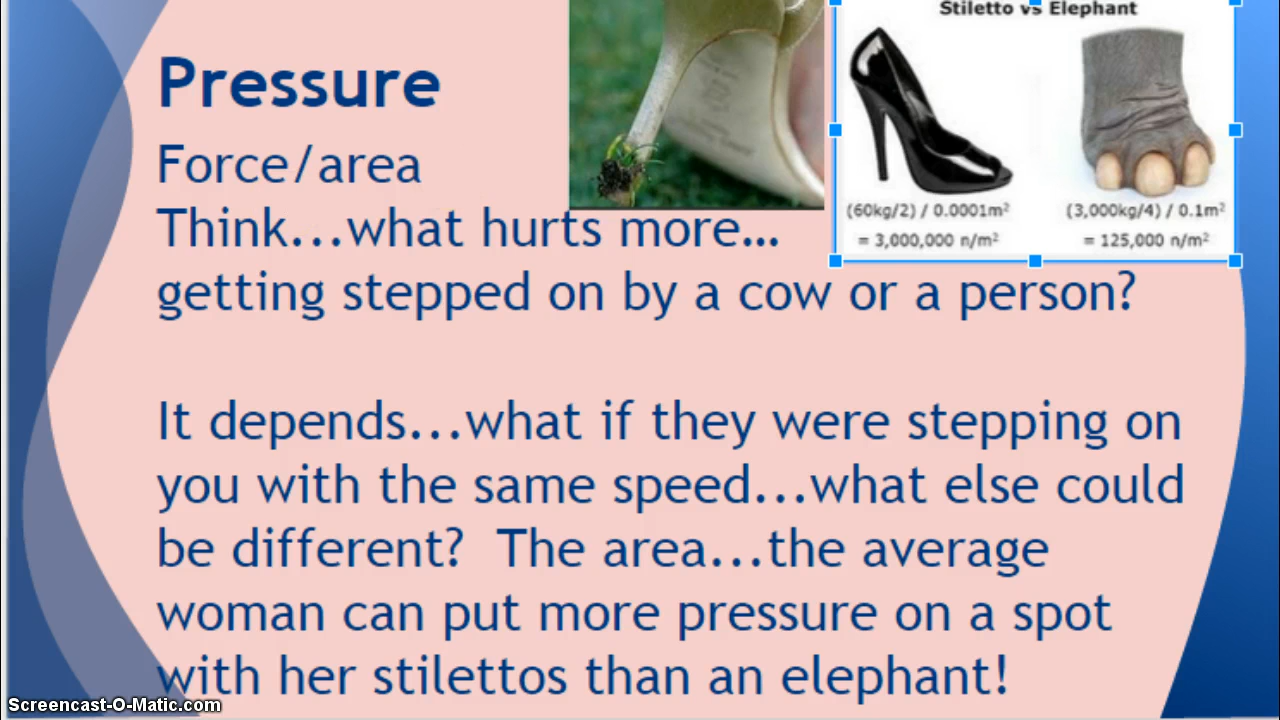 Stiletto vs Elephant
Pressure
Force/area
(60kg/2) / 0.0001m²
(3,000kg/4) / 0.1m²
Think...what hurts more…
= 3,000,000 n/m²
= 125,000 n/m²
getting stepped on by a cow or a person?
It depends...what if they were stepping on
you with the same speed...what else could
be different? The area...the average
woman can put more pressure on a spot
with her stilettos than an elephant!
Screencast-O-Matic.com